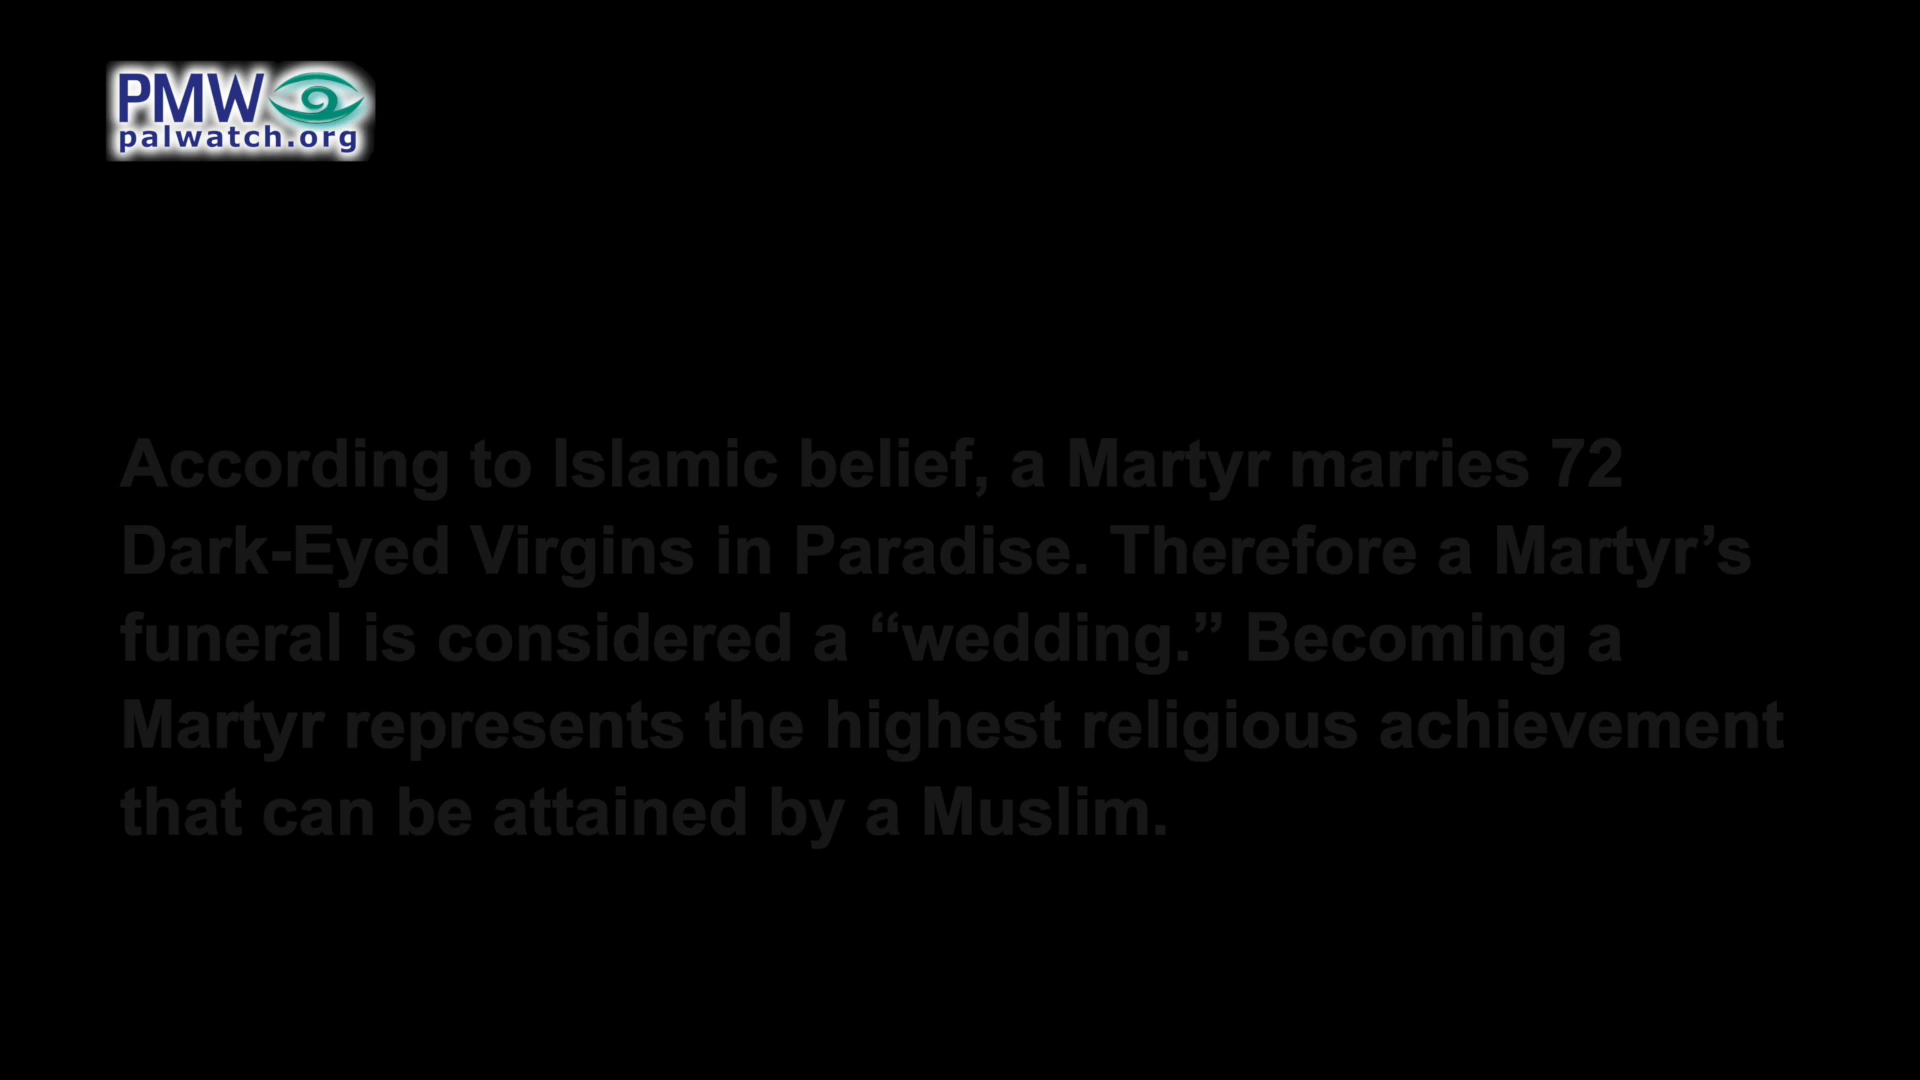 PMW
palwatch.org
According to Islamic belief, a Martyr marries 72
Dark-Eyed Virgins in Paradise. Therefore a Martyr’s
funeral is considered a “wedding.” Becoming a
Martyr represents the highest religious achievement
that can be attained by a Muslim.